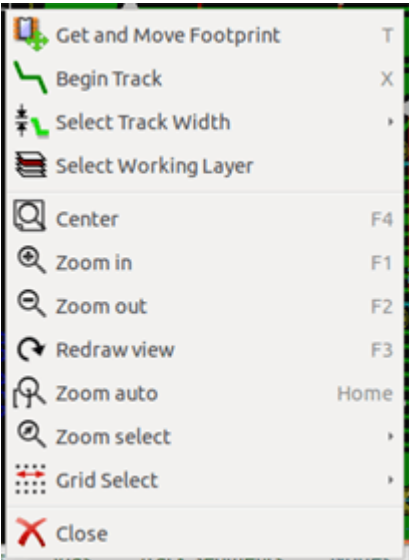 Get and Move Footprint T
Begin Track X
Select Track Width
Select Working Layer
Center F4
Zoom in F1
Zoom out F2
Redraw view F3
Zoom auto Home
Zoom select
Grid Select
Close